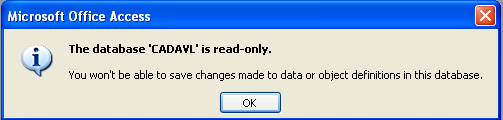 Microsoft Office Access
The database 'CADAVL' is read-only.
You won't be able to save changes made to data or object definitions in this database.
OK